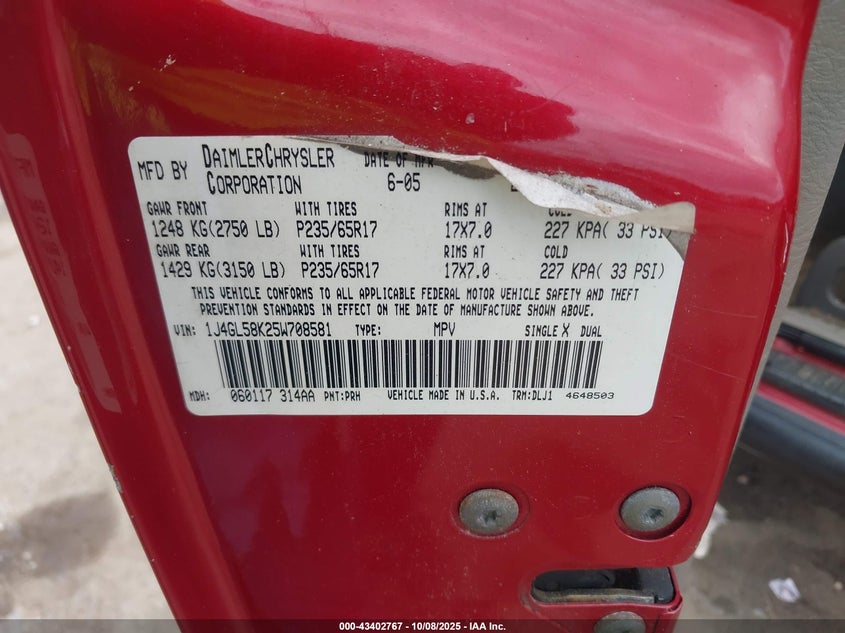 MFD BY DAIMLERCHRYSLER CORPORATION DATE OF MFR 6-05
GAWR FRONT WITH TIRES RIMS AT COLD
1248 KG(2750 LB) P235/65R17 17X7.0 227 KPA( 33 PSI)
GAWR REAR WITH TIRES RIMS AT COLD
1429 KG(3150 LB) P235/65R17 17X7.0 227 KPA( 33 PSI)
THIS VEHICLE CONFORMS TO ALL APPLICABLE FEDERAL MOTOR VEHICLE SAFETY AND THEFT
PREVENTION STANDARDS IN EFFECT ON THE DATE OF MANUFACTURE SHOWN ABOVE.
VIN: 1J4GL58K25W708581 TYPE: MPV SINGLE X DUAL
MDH: 060117 314AA PNT:PRH VEHICLE MADE IN U.S.A. TRM:DLJ1 4648503
000-43402767 - 10/08/2025 - IAA Inc.